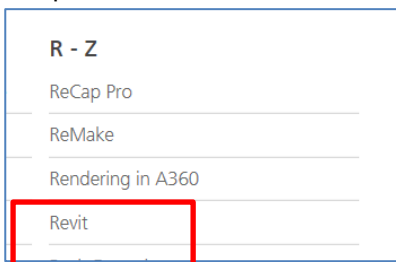 R - Z
ReCap Pro
ReMake
Rendering in A360
Revit